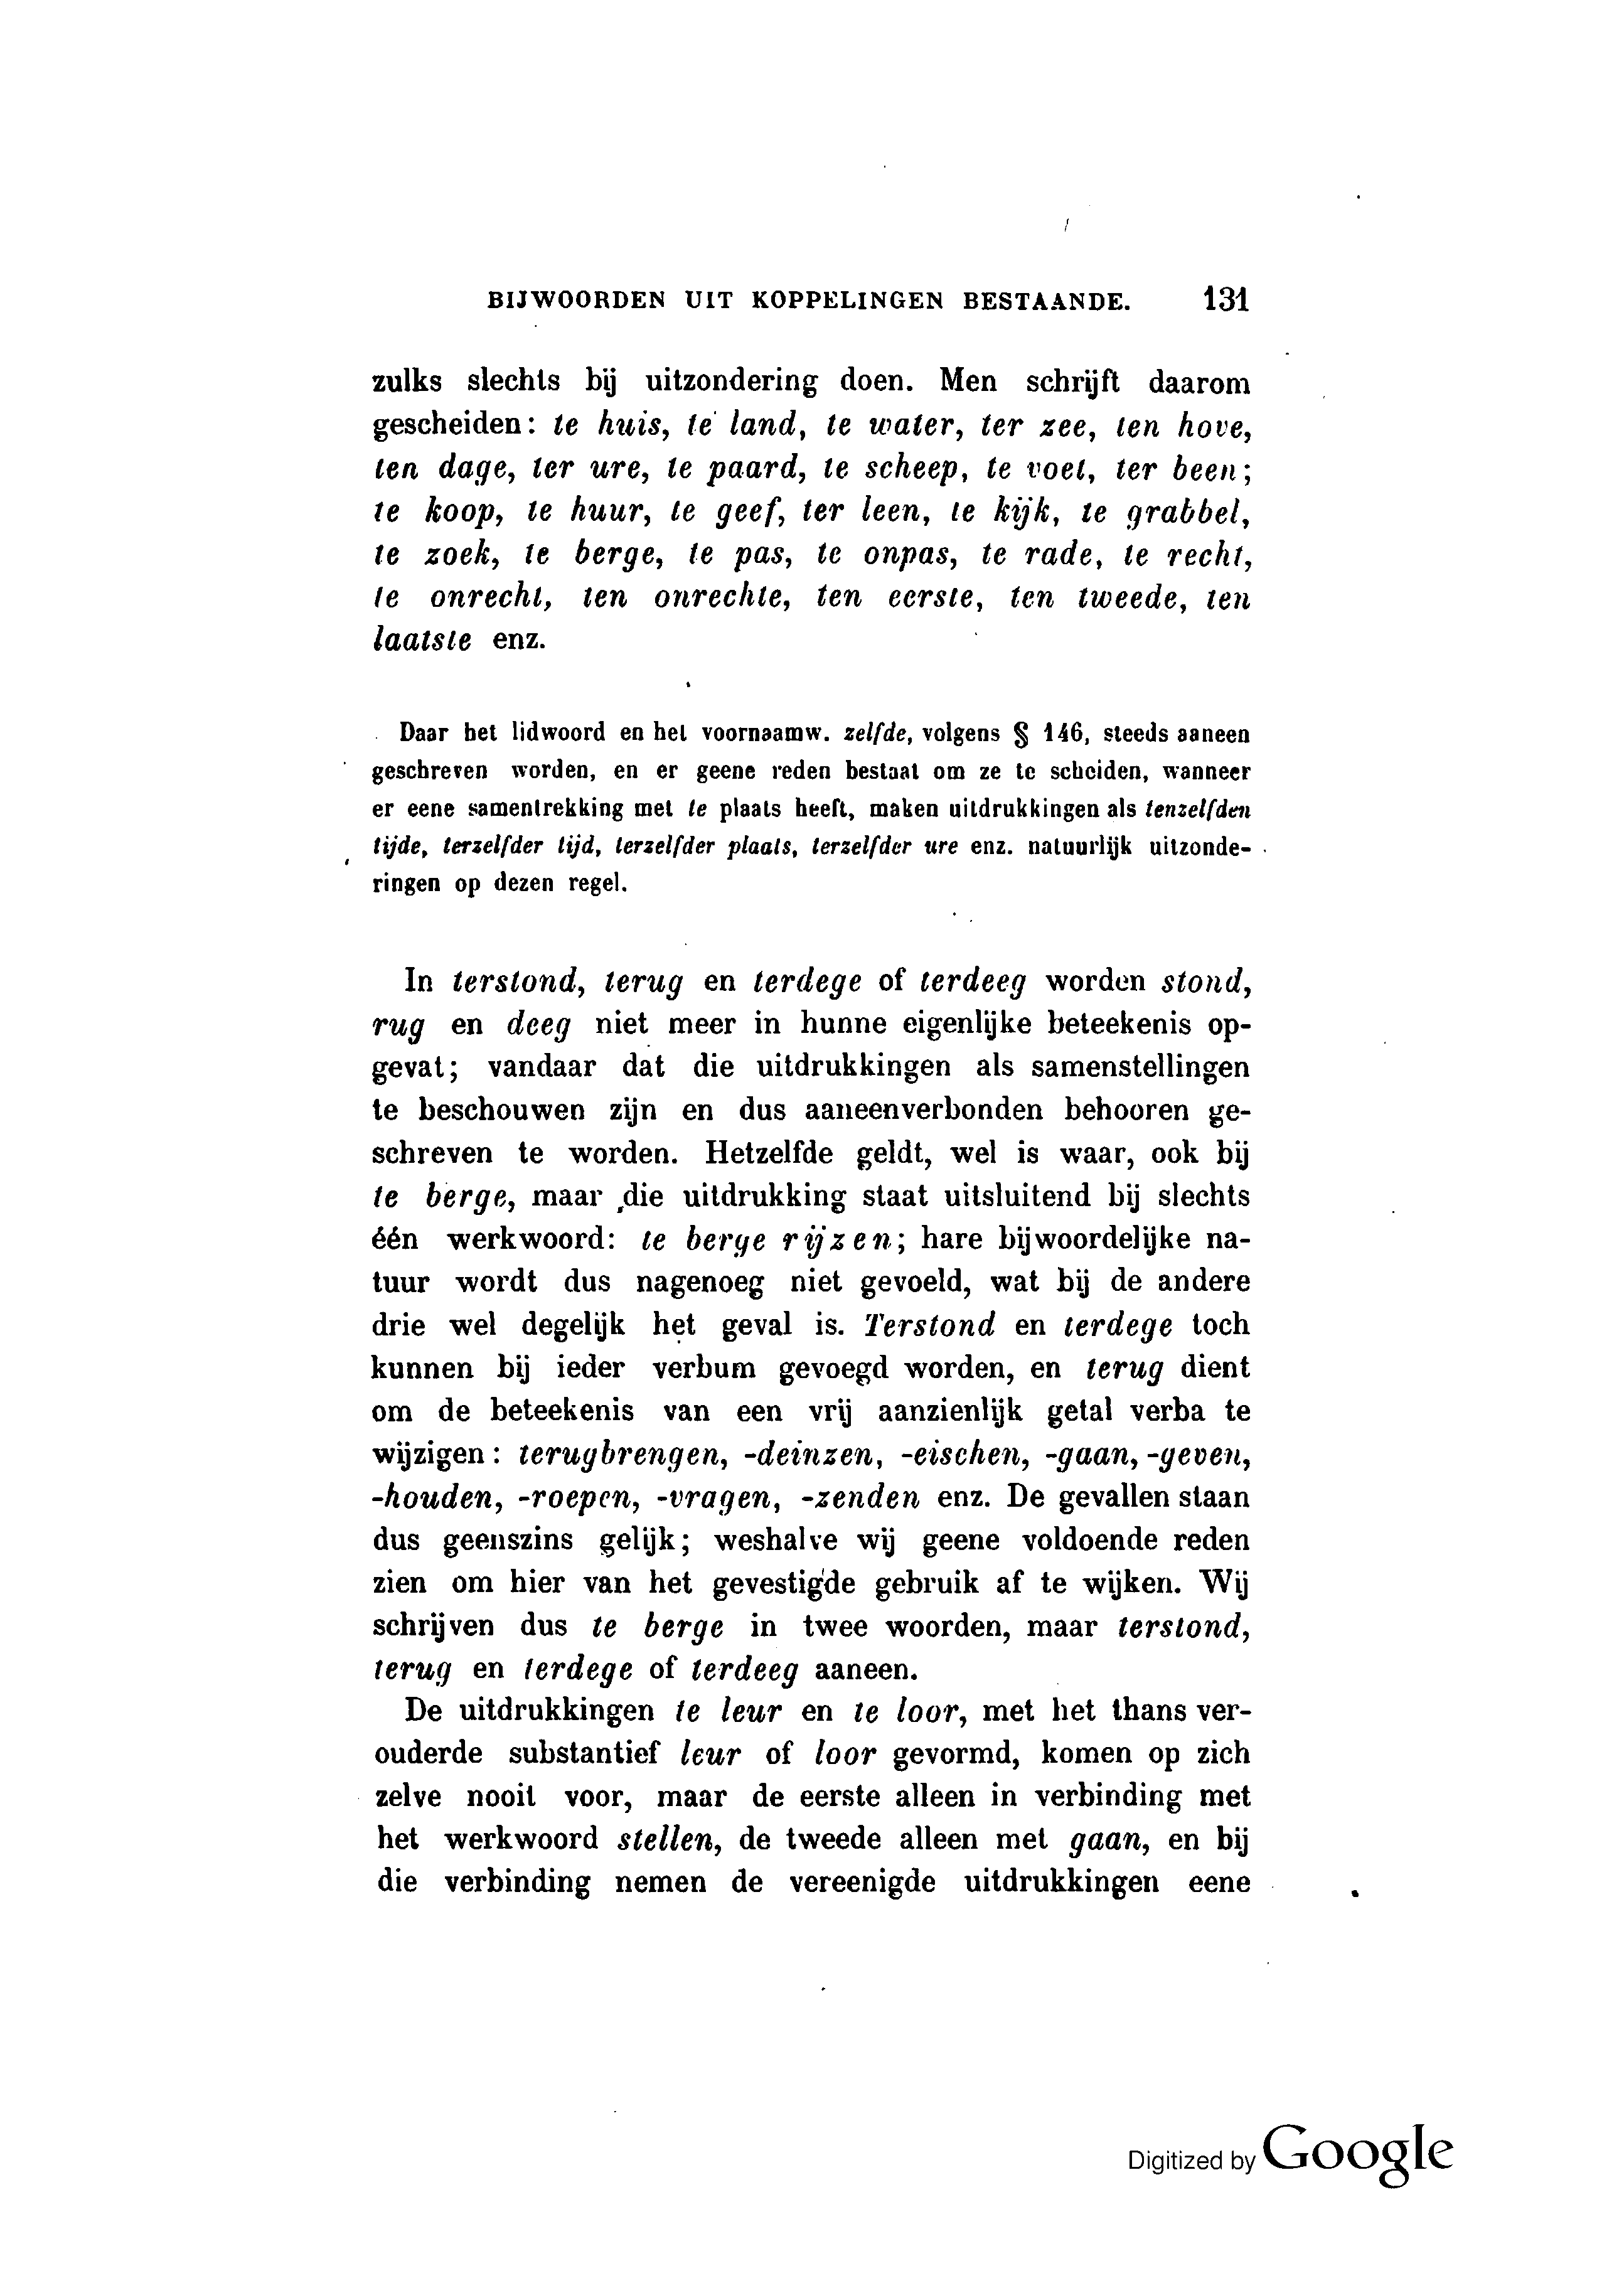 BIJWOORDEN UIT KOPPELINGEN BESTAANDE. 131
zulks slechts bij uitzondering doen. Men schrijft daarom
gescheiden: te huis, te land, te water, ter zee, ten hove,
ten dage, ter ure, te paard, te scheep, te voet, ter been;
te koop, te huur, te geef, ter leen, te kijk, te grabbel,
te zoek, te berge, te pas, te onpas, te rade, te recht,
te onrecht, ten onrechte, ten eerste, ten tweede, ten
laatste enz.
Daar het lidwoord en het voornaamw. zelfde, volgens § 146, steeds aaneen
geschreven worden, en er geene reden bestaat om ze te scheiden, wanneer
er eene samentrekking met te plaats heeft, maken uitdrukkingen als tenzelfden
tijde, terzelfder tijd, terzelfder plaats, terzelfder ure enz. natuurlijk uitzonde-
ringen op dezen regel.
In terstond, terug en terdege of terdeeg worden stond,
rug en deeg niet meer in hunne eigenlijke beteekenis op-
gevat; vandaar dat die uitdrukkingen als samenstellingen
te beschouwen zijn en dus aaneenverbonden behooren ge-
schreven te worden. Hetzelfde geldt, wel is waar, ook bij
te berge, maar die uitdrukking staat uitsluitend bij slechts
één werkwoord: te berge rijzen; hare bijwoordelijke na-
tuur wordt dus nagenoeg niet gevoeld, wat bij de andere
drie wel degelijk het geval is. Terstond en terdege toch
kunnen bij ieder verbum gevoegd worden, en terug dient
om de beteekenis van een vrij aanzienlijk getal verba te
wijzigen: terugbrengen, -deinzen, -eischen, -gaan, -geven,
-houden, -roepen, -vragen, -zenden enz. De gevallen staan
dus geenszins gelijk; weshalve wij geene voldoende reden
zien om hier van het gevestigde gebruik af te wijken. Wij
schrijven dus te berge in twee woorden, maar terstond,
terug en terdege of terdeeg aaneen.
De uitdrukkingen te leur en te loor, met het thans ver-
ouderde substantief leur of loor gevormd, komen op zich
zelve nooit voor, maar de eerste alleen in verbinding met
het werkwoord stellen, de tweede alleen met gaan, en bij
die verbinding nemen de vereenigde uitdrukkingen eene
Digitized by Google